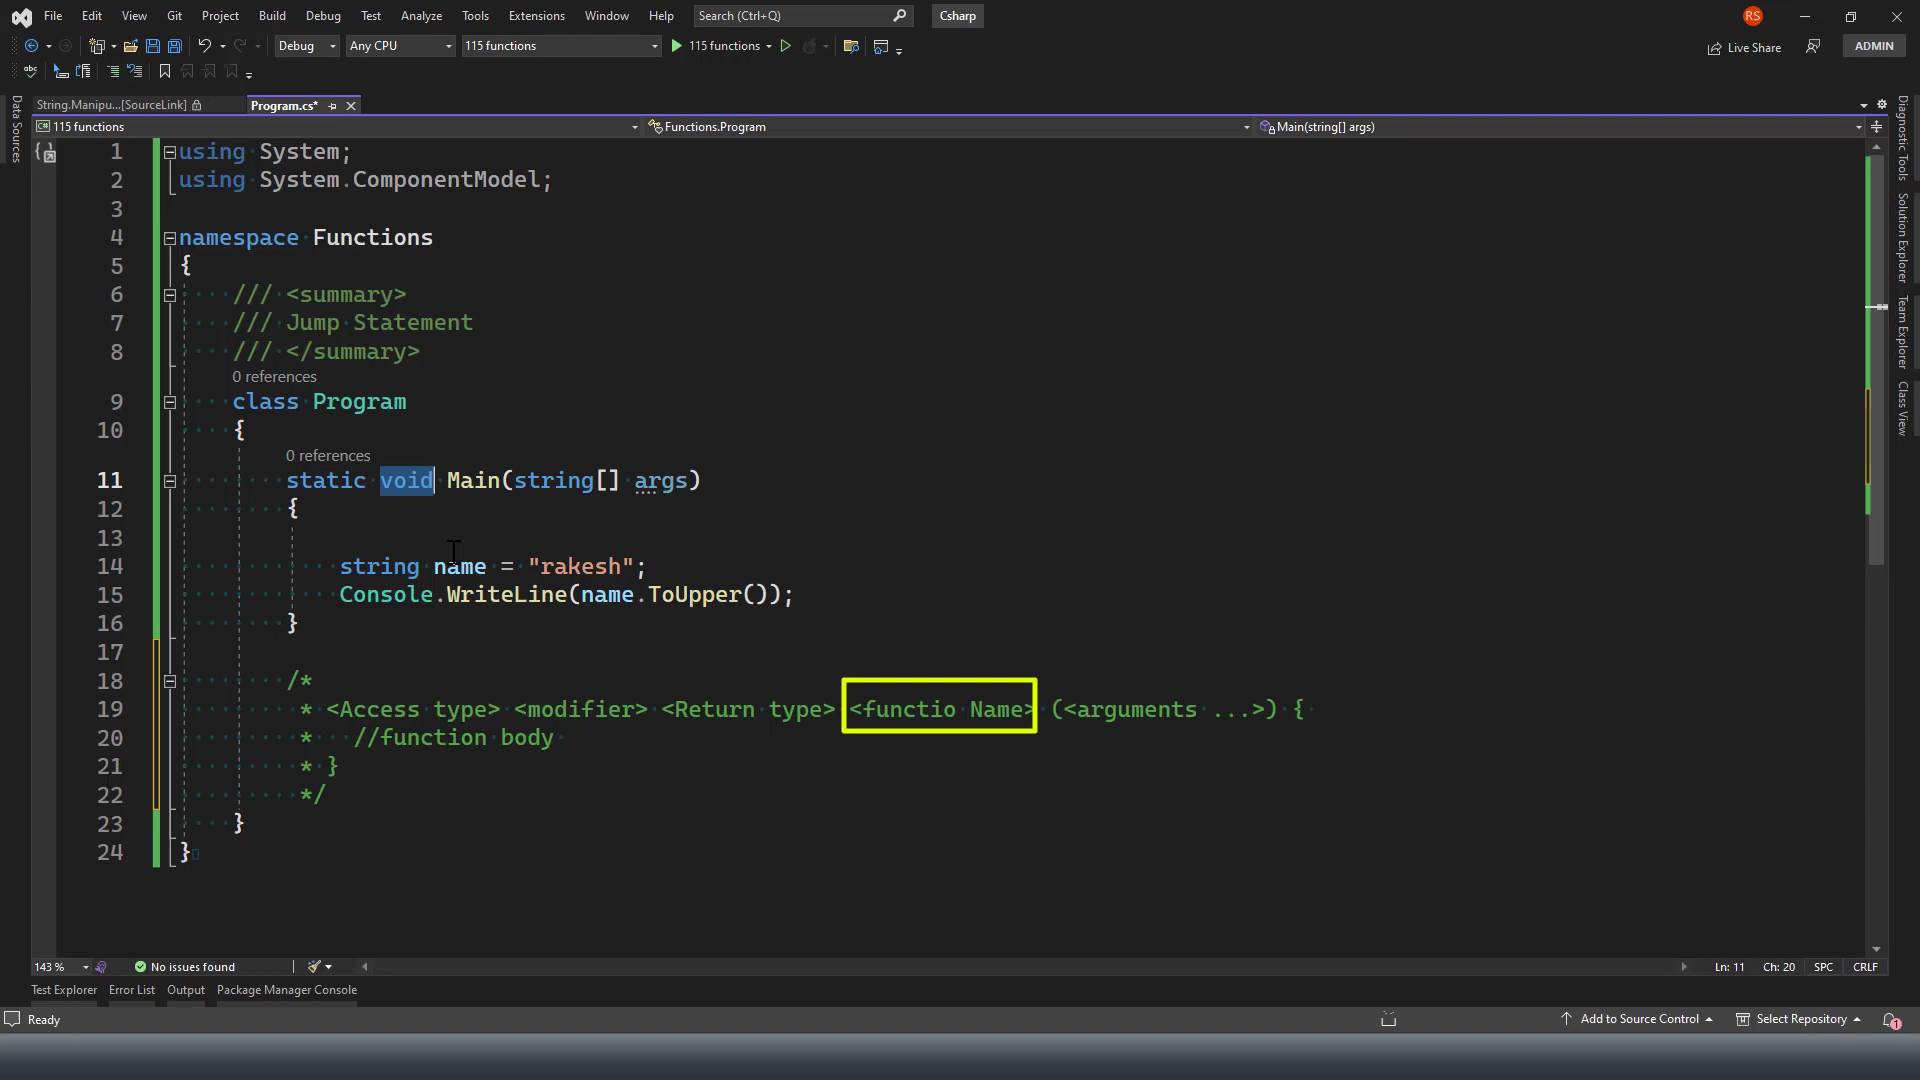 File Edit View Git Project Build Debug Test Analyze Tools Extensions Window Help Search (Ctrl+Q) Csharp RS
Debug Any CPU 115 functions 115 functions Live Share ADMIN
abc
String.Manipu...[SourceLink] Program.cs*
C# 115 functions Functions.Program Main(string[] args)
Data Sources
Diagnostic Tools
Solution Explorer
Team Explorer
Class View
1 using System;
2 using System.ComponentModel;
3
4 namespace Functions
5 {
6 /// <summary>
7 /// Jump Statement
8 /// </summary>
0 references
9 class Program
10 {
0 references
11 static void Main(string[] args)
12 {
13
14 string name = "rakesh";
15 Console.WriteLine(name.ToUpper());
16 }
17
18 /*
19 * <Access type> <modifier> <Return type> <functio Name> (<arguments ...>) {
20 * //function body
21 * }
22 */
23 }
24 }
143 % No issues found Ln: 11 Ch: 20 SPC CRLF
Test Explorer Error List Output Package Manager Console
Ready Add to Source Control Select Repository 1